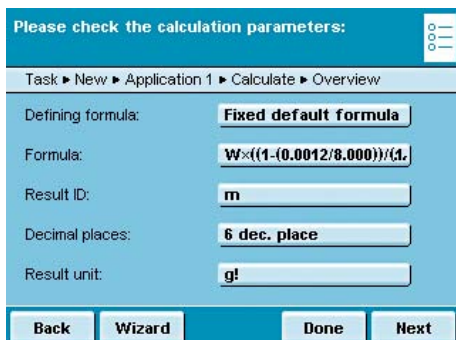 Please check the calculation parameters:
Task ▸ New ▸ Application 1 ▸ Calculate ▸ Overview
Defining formula: Fixed default formula
Formula: W×((1-(0.0012/8.000))/(1.
Result ID: m
Decimal places: 6 dec. place
Result unit: g!
Back Wizard Done Next